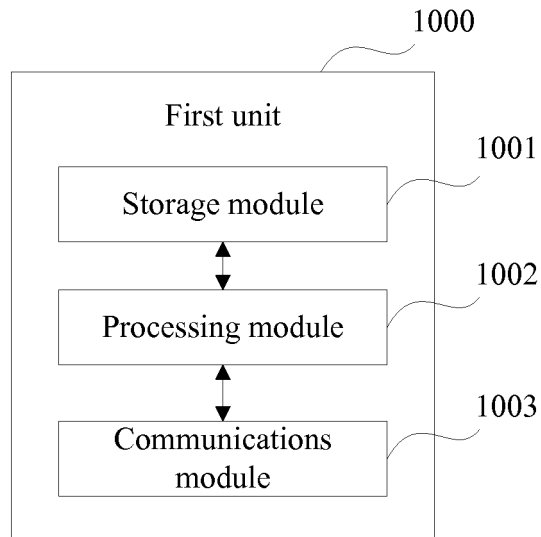 1000
First unit
1001
Storage module
1002
Processing module
1003
Communications
module